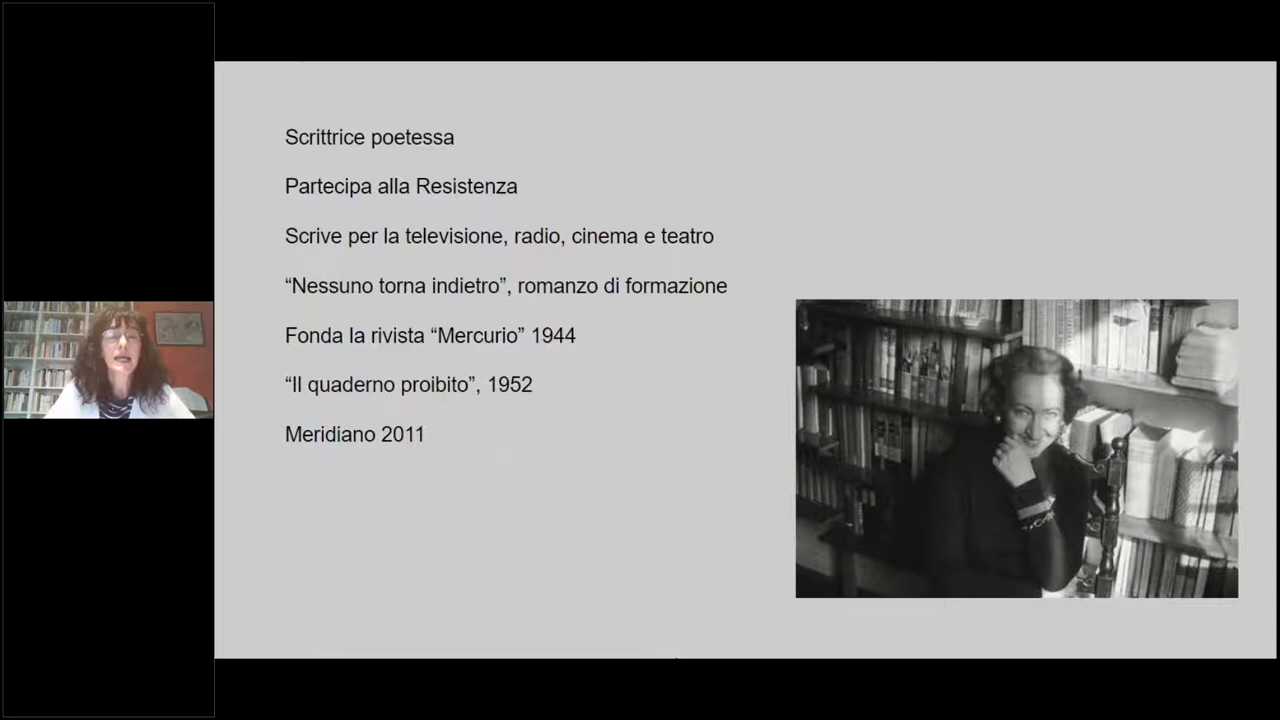 Scrittrice poetessa
Partecipa alla Resistenza
Scrive per la televisione, radio, cinema e teatro
“Nessuno torna indietro”, romanzo di formazione
Fonda la rivista “Mercurio” 1944
“Il quaderno proibito”, 1952
Meridiano 2011